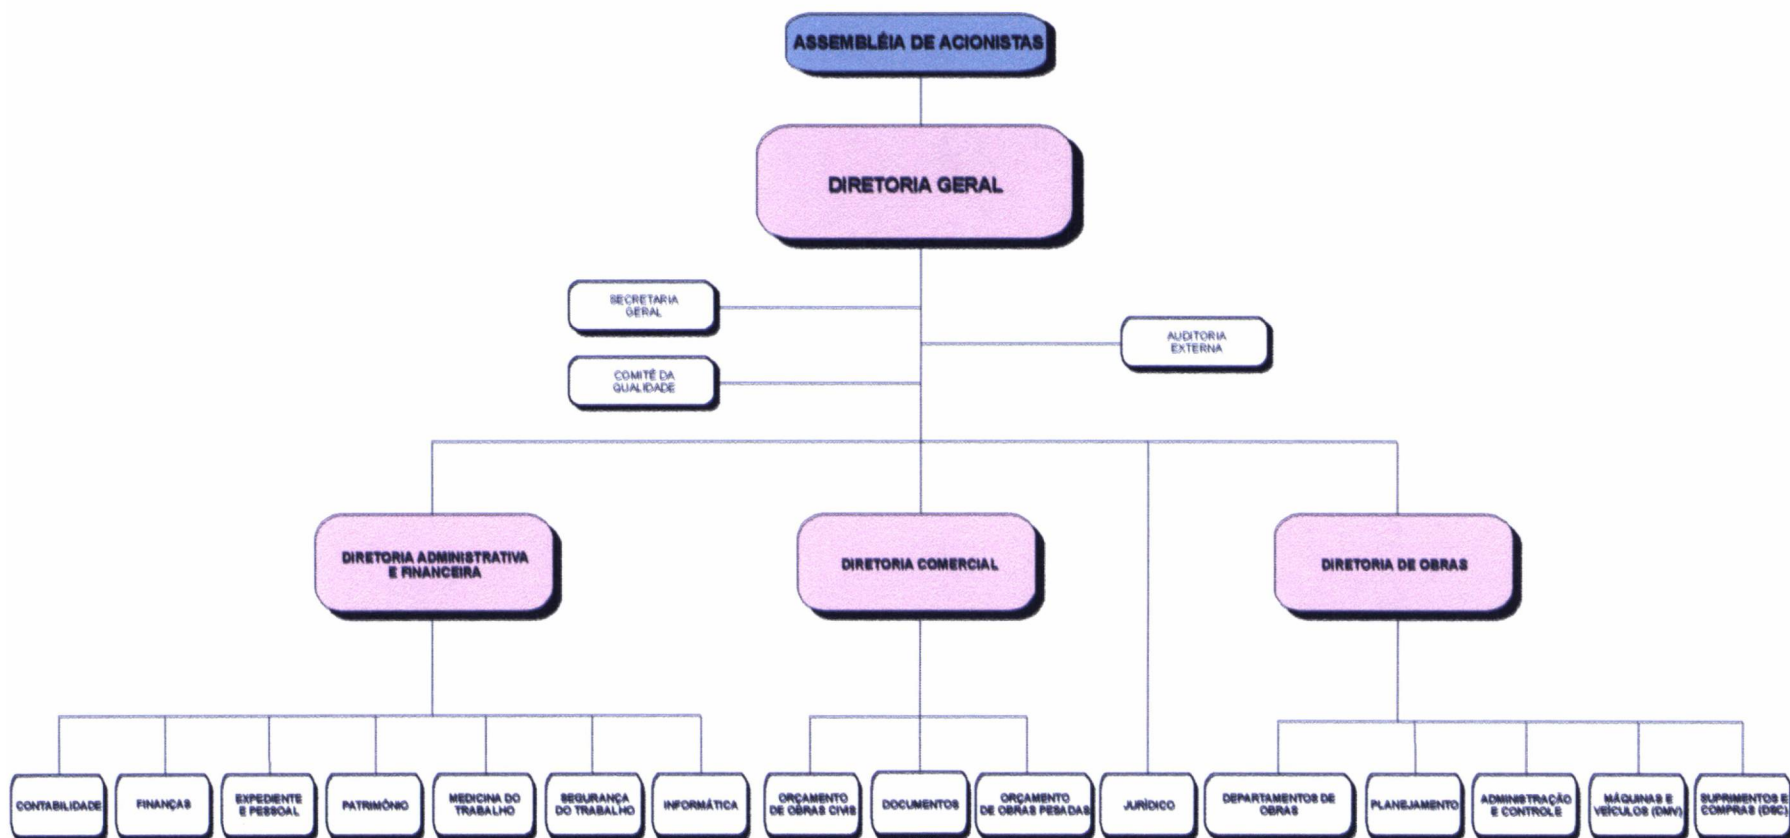 ASSEMBLÉIA DE ACIONISTAS
DIRETORIA GERAL
SECRETARIA
GERAL
AUDITORIA
EXTERNA
COMITÊ DA
QUALIDADE
DIRETORIA ADMINISTRATIVA
E FINANCEIRA
DIRETORIA COMERCIAL
DIRETORIA DE OBRAS
CONTABILIDADE
FINANÇAS
EXPEDIENTE
E PESSOAL
PATRIMÔNIO
MEDICINA DO
TRABALHO
SEGURANÇA
DO TRABALHO
INFORMÁTICA
ORÇAMENTO
DE OBRAS CIVIS
DOCUMENTOS
ORÇAMENTO
DE OBRAS PESADAS
JURÍDICO
DEPARTAMENTOS DE
OBRAS
PLANEJAMENTO
ADMINISTRAÇÃO
E CONTROLE
MÁQUINAS E
VEÍCULOS (DMV)
SUPRIMENTOS E
COMPRAS (DSC)